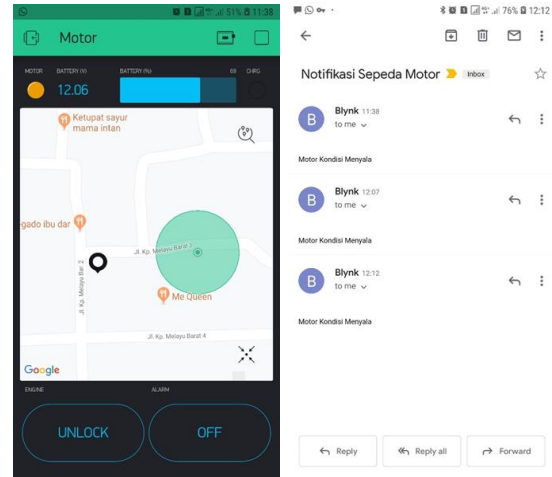 51% 11:38
Motor
MOTOR BATTERY (V) BATTERY (%) 69 CHRG
12.06
Ketupat sayur
mama intan
egado ibu dar
Jl. Kp. Melayu Barat 2
Jl. Kp. Melayu Bar. 2
Me Queen
Jl. Kp. Melayu Barat 4
Google
ENGINE ALARM
UNLOCK OFF
76% 12:12
Notifikasi Sepeda Motor Inbox
B Blynk 11:38
to me
Motor Kondisi Menyala
B Blynk 12:07
to me
Motor Kondisi Menyala
B Blynk 12:12
to me
Motor Kondisi Menyala
Reply Reply all Forward